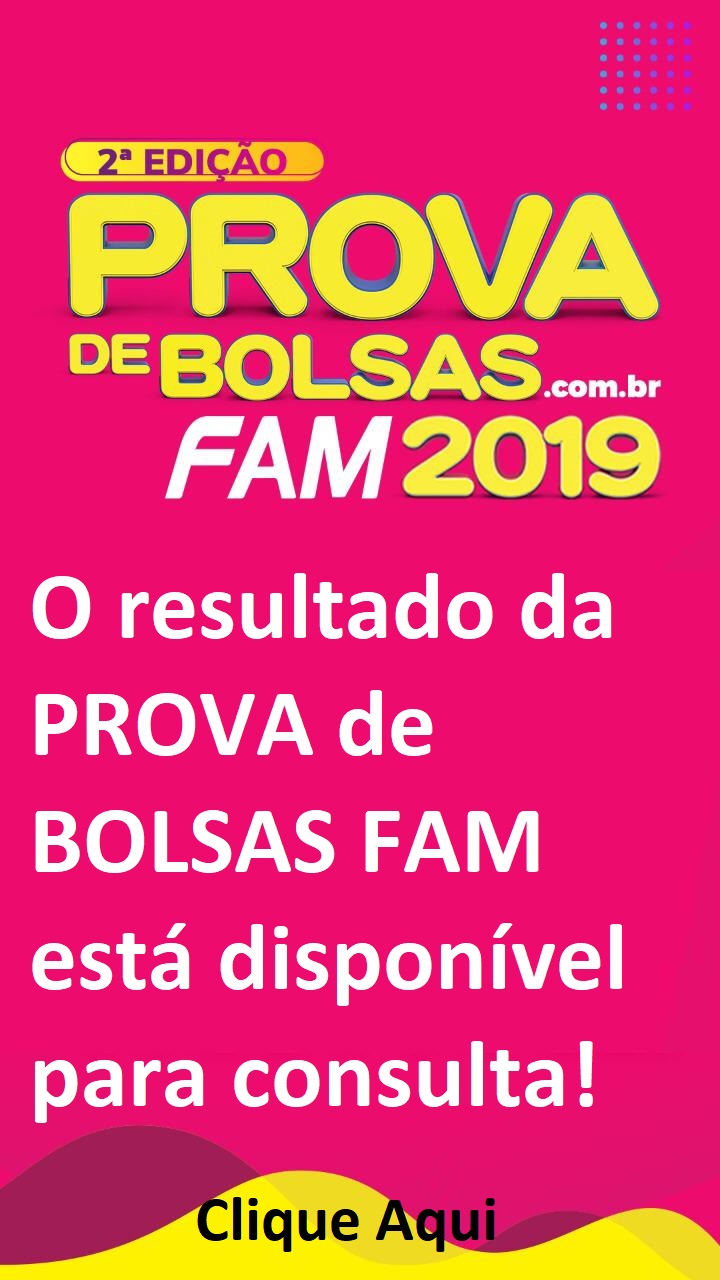 2ª EDIÇÃO
PROVA
DE BOLSAS.com.br
FAM 2019
O resultado da
PROVA de
BOLSAS FAM
está disponível
para consulta!
Clique Aqui